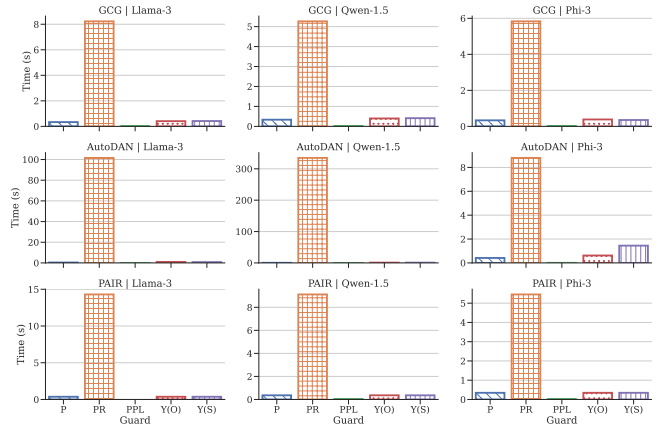 GCG | Llama-3
GCG | Qwen-1.5
GCG | Phi-3
Time (s)
8
6
4
2
0
5
4
3
2
1
0
6
4
2
0
AutoDAN | Llama-3
AutoDAN | Qwen-1.5
AutoDAN | Phi-3
Time (s)
100
80
60
40
20
0
300
200
100
0
8
6
4
2
0
PAIR | Llama-3
PAIR | Qwen-1.5
PAIR | Phi-3
Time (s)
15
10
5
0
8
6
4
2
0
5
4
3
2
1
0
P PR PPL Y(O) Y(S)
P PR PPL Y(O) Y(S)
P PR PPL Y(O) Y(S)
Guard
Guard
Guard